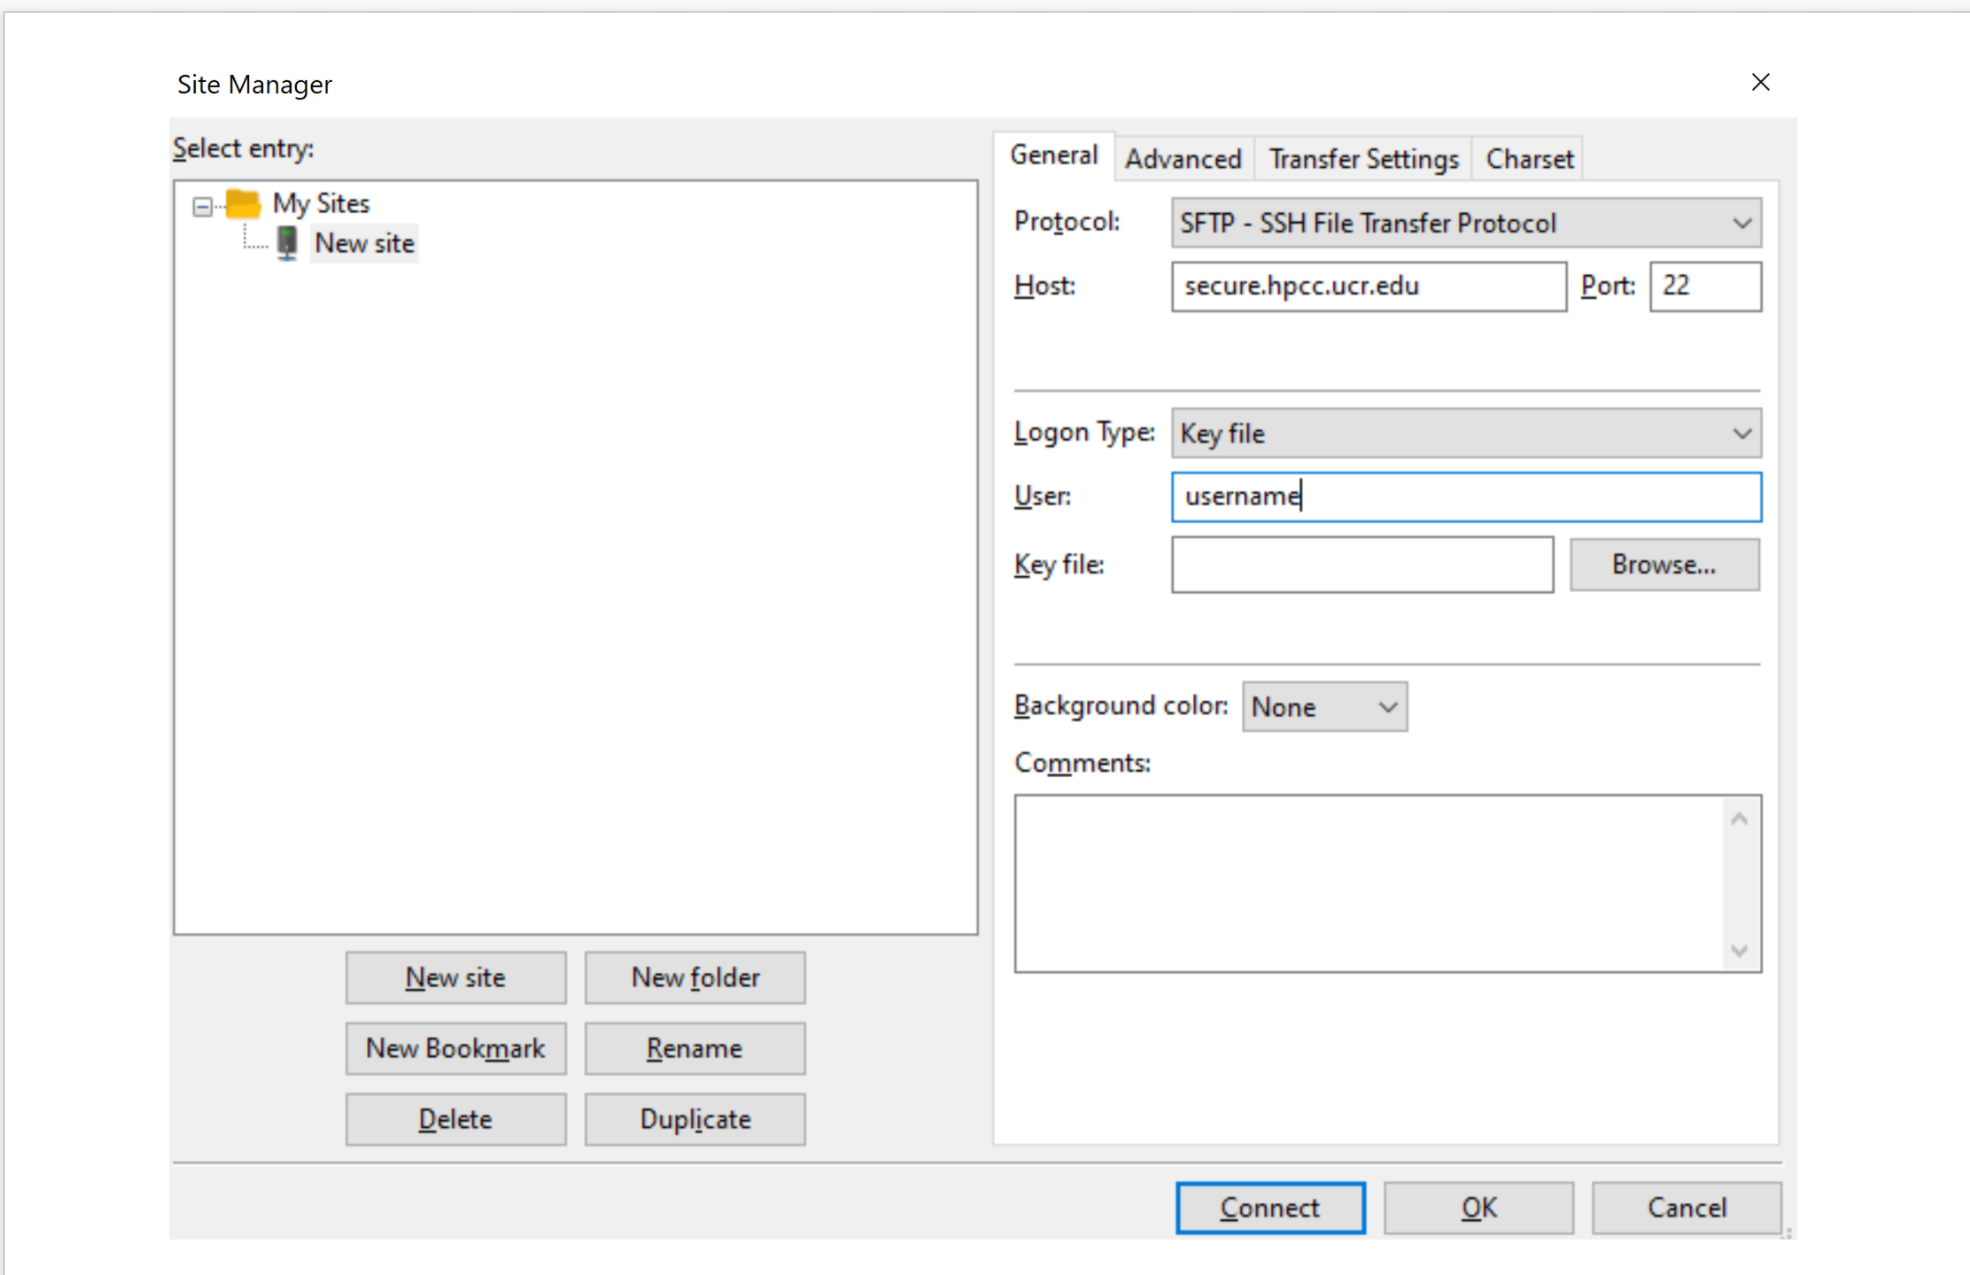 Site Manager
Select entry:
My Sites
New site
New site
New folder
New Bookmark
Rename
Delete
Duplicate
General
Advanced
Transfer Settings
Charset
Protocol:
SFTP - SSH File Transfer Protocol
Host:
secure.hpcc.ucr.edu
Port:
22
Logon Type:
Key file
User:
username
Key file:
Browse...
Background color:
None
Comments:
Connect
OK
Cancel